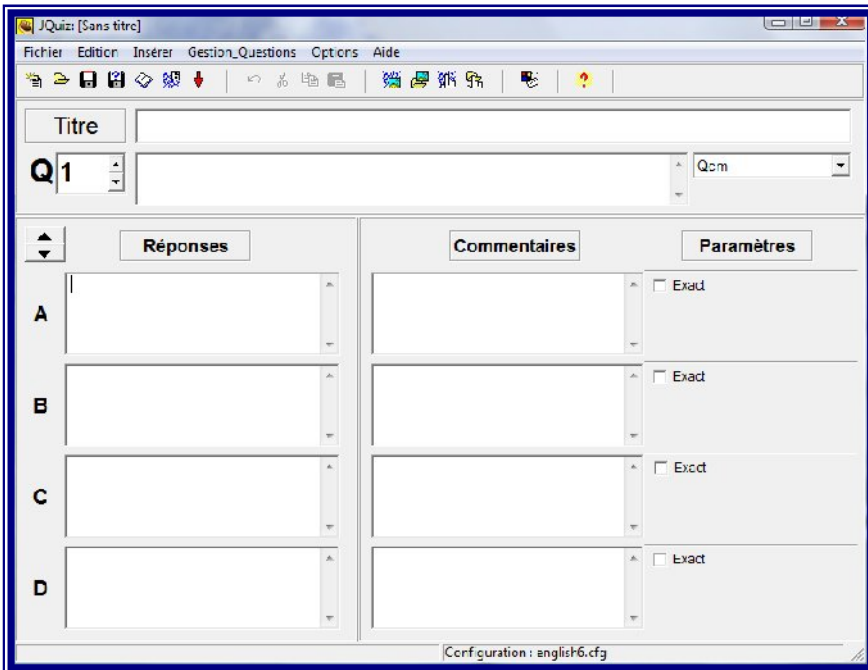 JQuiz: [Sans titre]
Fichier Edition Insérer Gestion_Questions Options Aide
Titre
Q 1 Qcm
Réponses Commentaires Paramètres
A Exact
B Exact
C Exact
D Exact
Configuration : english6.cfg